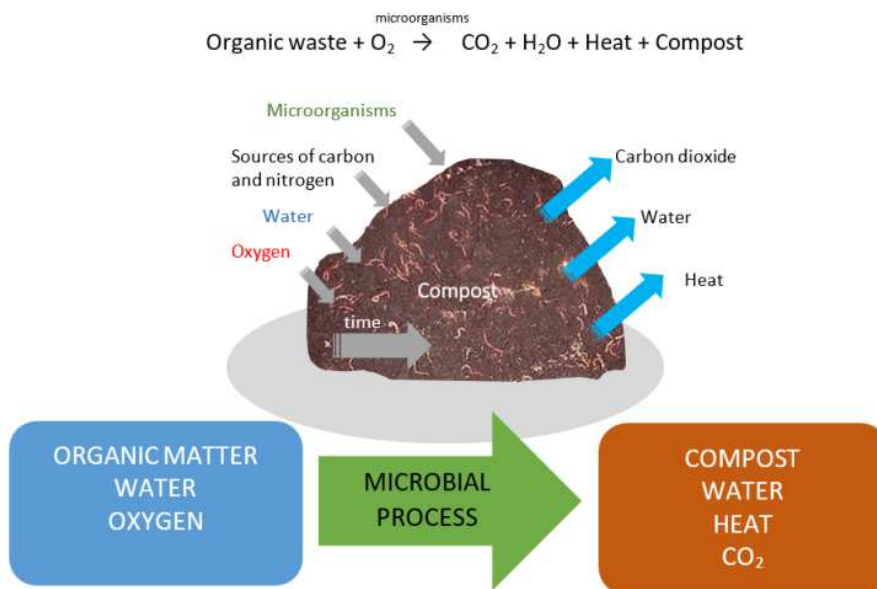 microorganisms
Organic waste + O₂ → CO₂ + H₂O + Heat + Compost
Microorganisms
Sources of carbon
and nitrogen
Water
Oxygen
Carbon dioxide
Water
Heat
Compost
time
ORGANIC MATTER
WATER
OXYGEN
MICROBIAL
PROCESS
COMPOST
WATER
HEAT
CO₂